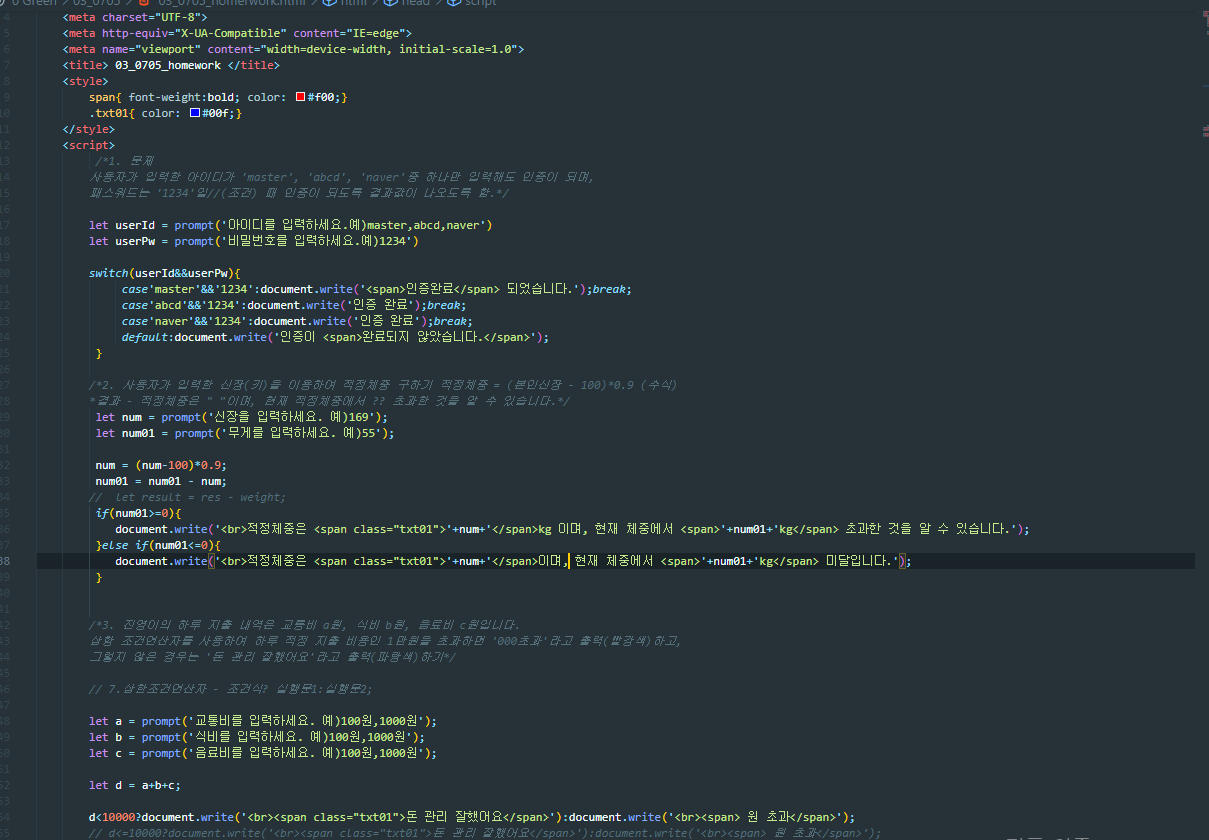 0 Green > 03_0705 > 03_0705_homerwork.html > html > head > script
4 <meta charset="UTF-8">
5 <meta http-equiv="X-UA-Compatible" content="IE=edge">
6 <meta name="viewport" content="width=device-width, initial-scale=1.0">
7 <title> 03_0705_homework </title>
8 <style>
9 span{ font-weight:bold; color: #f00;}
10 .txt01{ color: #00f;}
11 </style>
12 <script>
13 /*1. 문제
14 사용자가 입력한 아이디가 'master', 'abcd', 'naver'중 하나만 입력해도 인증이 되며,
15 패스워드는 '1234'일//(조건) 때 인증이 되도록 결과값이 나오도록 함.*/
16
17 let userId = prompt('아이디를 입력하세요.예)master,abcd,naver')
18 let userPw = prompt('비밀번호를 입력하세요.예)1234')
19
20 switch(userId&&userPw){
21 case'master'&&'1234':document.write('<span>인증완료</span> 되었습니다.');break;
22 case'abcd'&&'1234':document.write('인증 완료');break;
23 case'naver'&&'1234':document.write('인증 완료');break;
24 default:document.write('인증이 <span>완료되지 않았습니다.</span>');
25 }
26
27 /*2. 사용자가 입력한 신장(키)을 이용하여 적정체중 구하기 적정체중 = (본인신장 - 100)*0.9 (수식)
28 *결과 - 적정체중은 " "이며, 현재 적정체중에서 ?? 초과한 것을 알 수 있습니다.*/
29 let num = prompt('신장을 입력하세요. 예)169');
30 let num01 = prompt('무게를 입력하세요. 예)55');
31
32 num = (num-100)*0.9;
33 num01 = num01 - num;
34 // let result = res - weight;
35 if(num01>=0){
36 document.write('<br>적정체중은 <span class="txt01">'+num+'</span>kg 이며, 현재 체중에서 <span>'+num01+'kg</span> 초과한 것을 알 수 있습니다.');
37 }else if(num01<=0){
38 document.write('<br>적정체중은 <span class="txt01">'+num+'</span>이며, 현재 체중에서 <span>'+num01+'kg</span> 미달입니다.');
39 }
40
41
42 /*3. 진영이의 하루 지출 내역은 교통비 a원, 식비 b원, 음료비 c원입니다.
43 삼항 조건연산자를 사용하여 하루 적정 지출 비용인 1만원을 초과하면 '000초과'라고 출력(빨강색)하고,
44 그렇지 않은 경우는 '돈 관리 잘했어요'라고 출력(파랑색)하기*/
45
46 // 7.삼항조건연산자 - 조건식? 실행문1:실행문2;
47
48 let a = prompt('교통비를 입력하세요. 예)100원,1000원');
49 let b = prompt('식비를 입력하세요. 예)100원,1000원');
50 let c = prompt('음료비를 입력하세요. 예)100원,1000원');
51
52 let d = a+b+c;
53
54 d<10000?document.write('<br><span class="txt01">돈 관리 잘했어요</span>'):document.write('<br><span> 원 초과</span>');
55 // d<=10000?document.write('<br><span class="txt01">돈 관리 잘했어요</span>'):document.write('<br><span> 원 초과</span>');